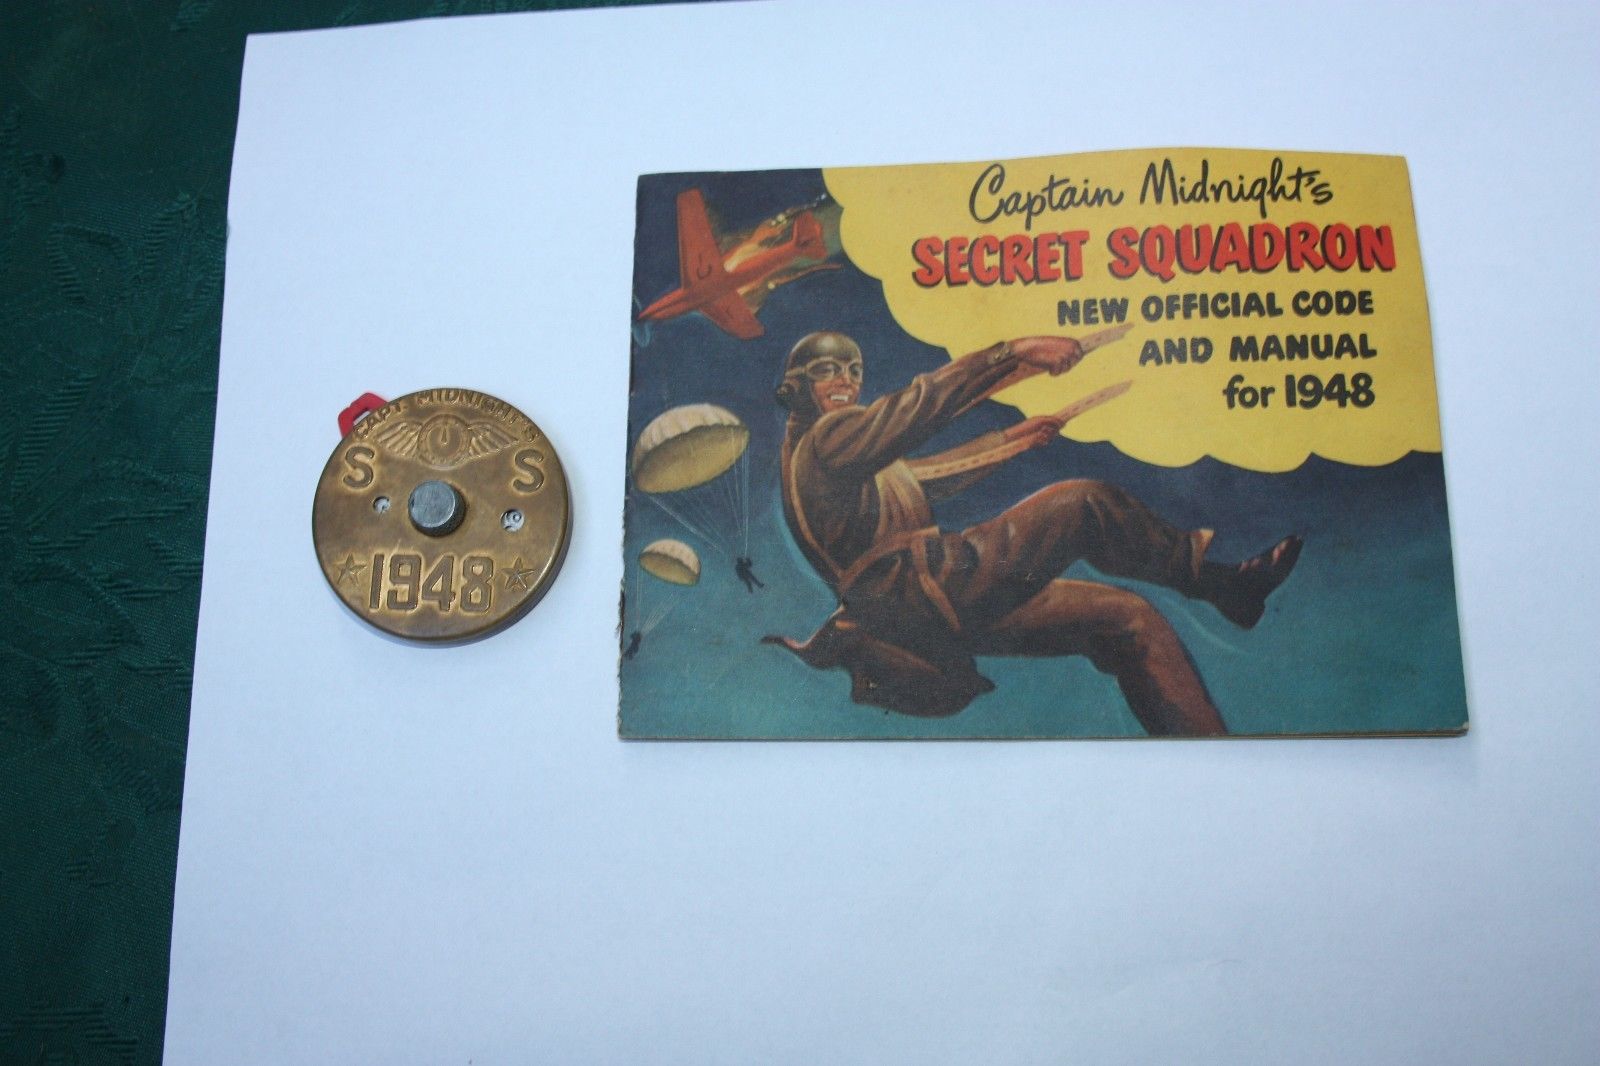 CAPT. MIDNIGHT'S
S S
1948
Captain Midnight's
SECRET SQUADRON
NEW OFFICIAL CODE
AND MANUAL
for 1948